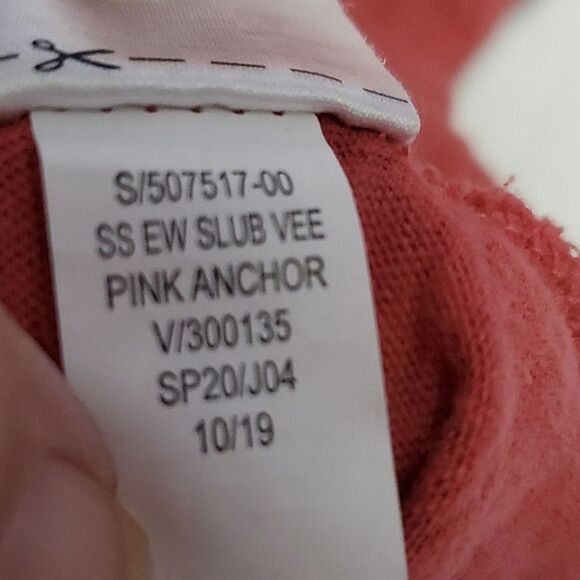 S/507517-00
SS EW SLUB VEE
PINK ANCHOR
V/300135
SP20/J04
10/19